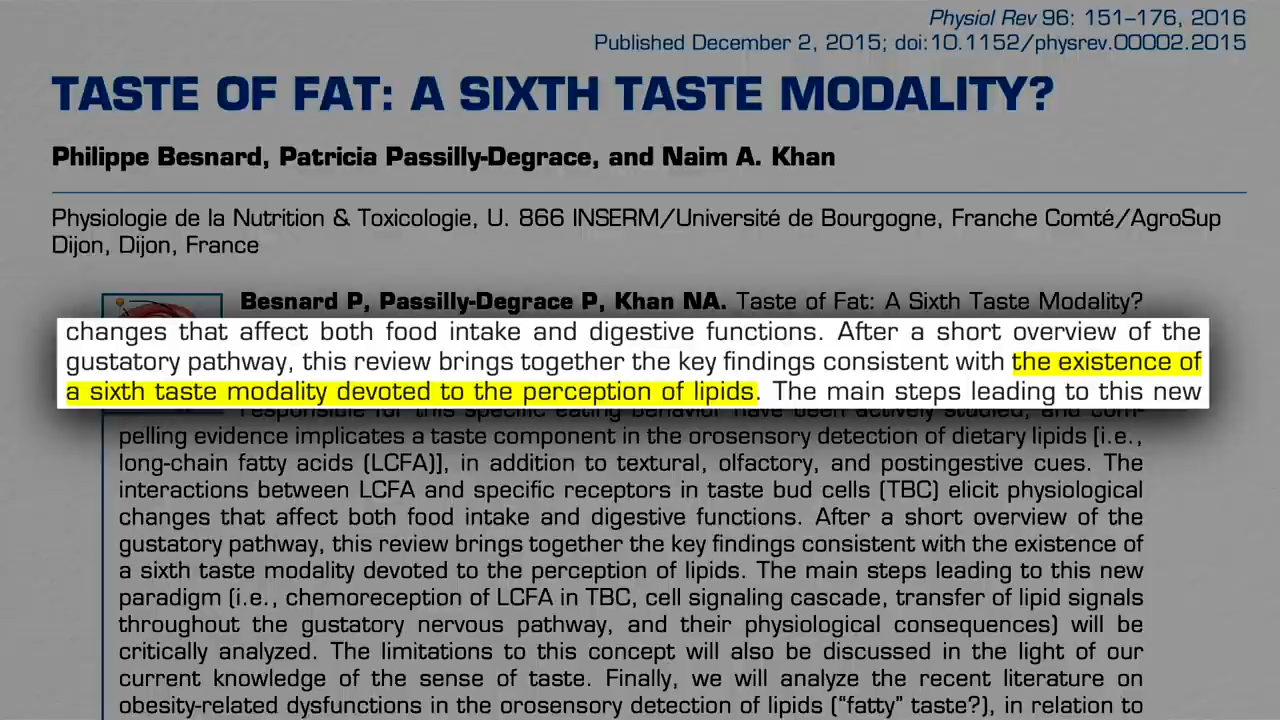 Physiol Rev 96: 151–176, 2016
Published December 2, 2015; doi:10.1152/physrev.00002.2015
TASTE OF FAT: A SIXTH TASTE MODALITY?
Philippe Besnard, Patricia Passilly-Degrace, and Naim A. Khan
Physiologie de la Nutrition & Toxicologie, U. 866 INSERM/Université de Bourgogne, Franche Comté/AgroSup
Dijon, Dijon, France
Besnard P, Passilly-Degrace P, Khan NA. Taste of Fat: A Sixth Taste Modality?
changes that affect both food intake and digestive functions. After a short overview of the
gustatory pathway, this review brings together the key findings consistent with the existence of
a sixth taste modality devoted to the perception of lipids. The main steps leading to this new
responsible for this specific eating behavior have been actively studied, and com-
pelling evidence implicates a taste component in the orosensory detection of dietary lipids [i.e.,
long-chain fatty acids (LCFA)], in addition to textural, olfactory, and postingestive cues. The
interactions between LCFA and specific receptors in taste bud cells (TBC) elicit physiological
changes that affect both food intake and digestive functions. After a short overview of the
gustatory pathway, this review brings together the key findings consistent with the existence of
a sixth taste modality devoted to the perception of lipids. The main steps leading to this new
paradigm (i.e., chemoreception of LCFA in TBC, cell signaling cascade, transfer of lipid signals
throughout the gustatory nervous pathway, and their physiological consequences) will be
critically analyzed. The limitations to this concept will also be discussed in the light of our
current knowledge of the sense of taste. Finally, we will analyze the recent literature on
obesity-related dysfunctions in the orosensory detection of lipids ("fatty" taste?), in relation to